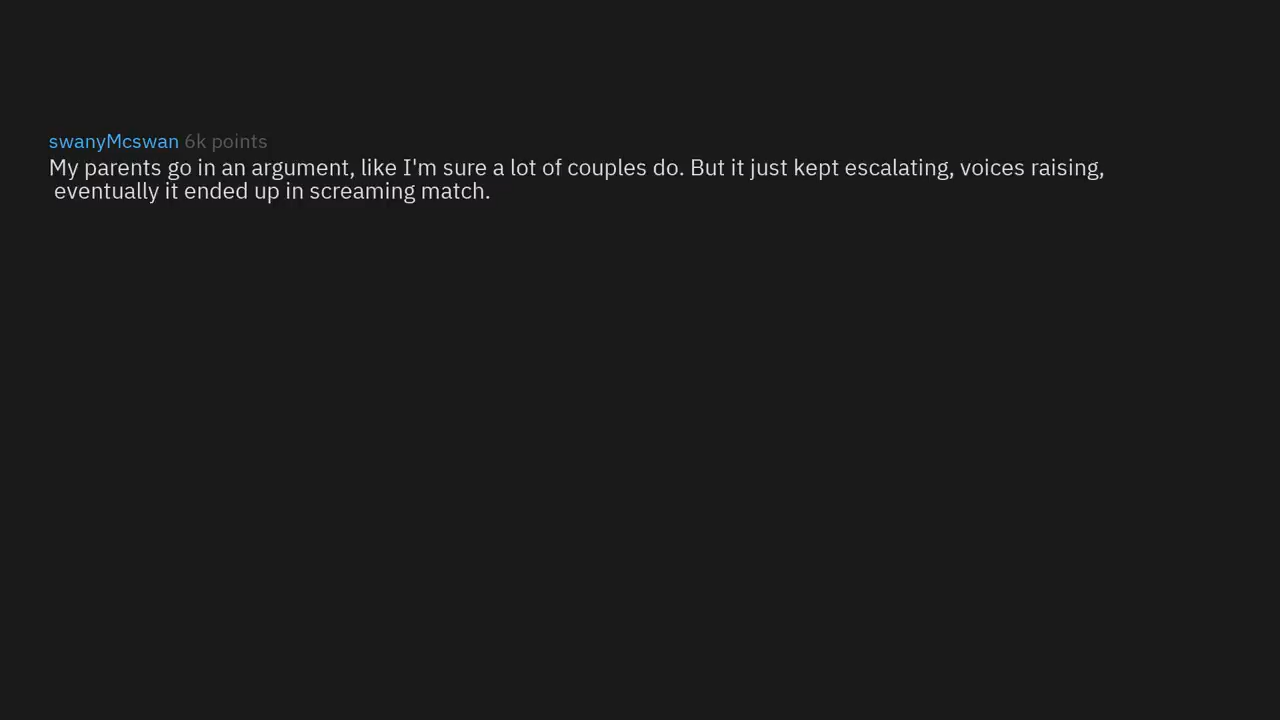 swanyMcswan 6k points
My parents go in an argument, like I'm sure a lot of couples do. But it just kept escalating, voices raising,
eventually it ended up in screaming match.